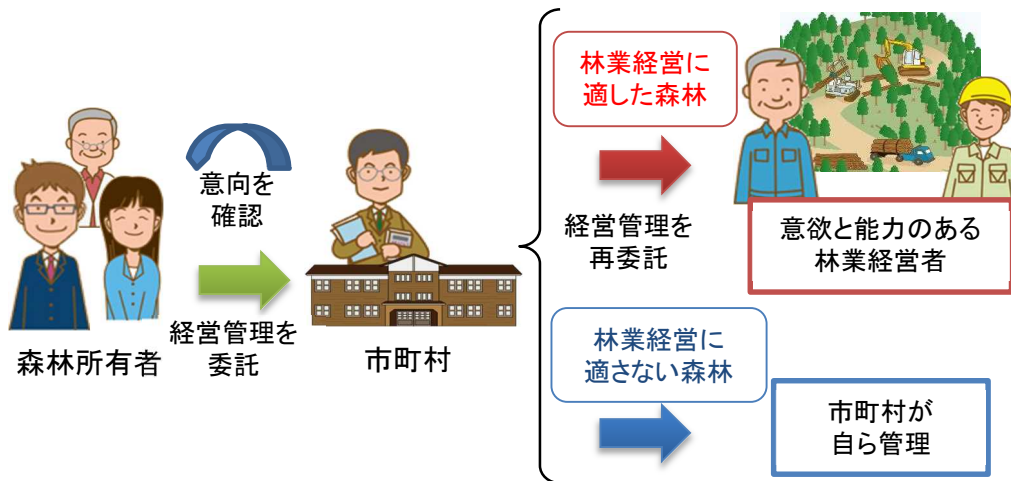 森林所有者
意向を
確認
経営管理を
委託
市町村
林業経営に
適した森林
経営管理を
再委託
意欲と能力のある
林業経営者
林業経営に
適さない森林
市町村が
自ら管理